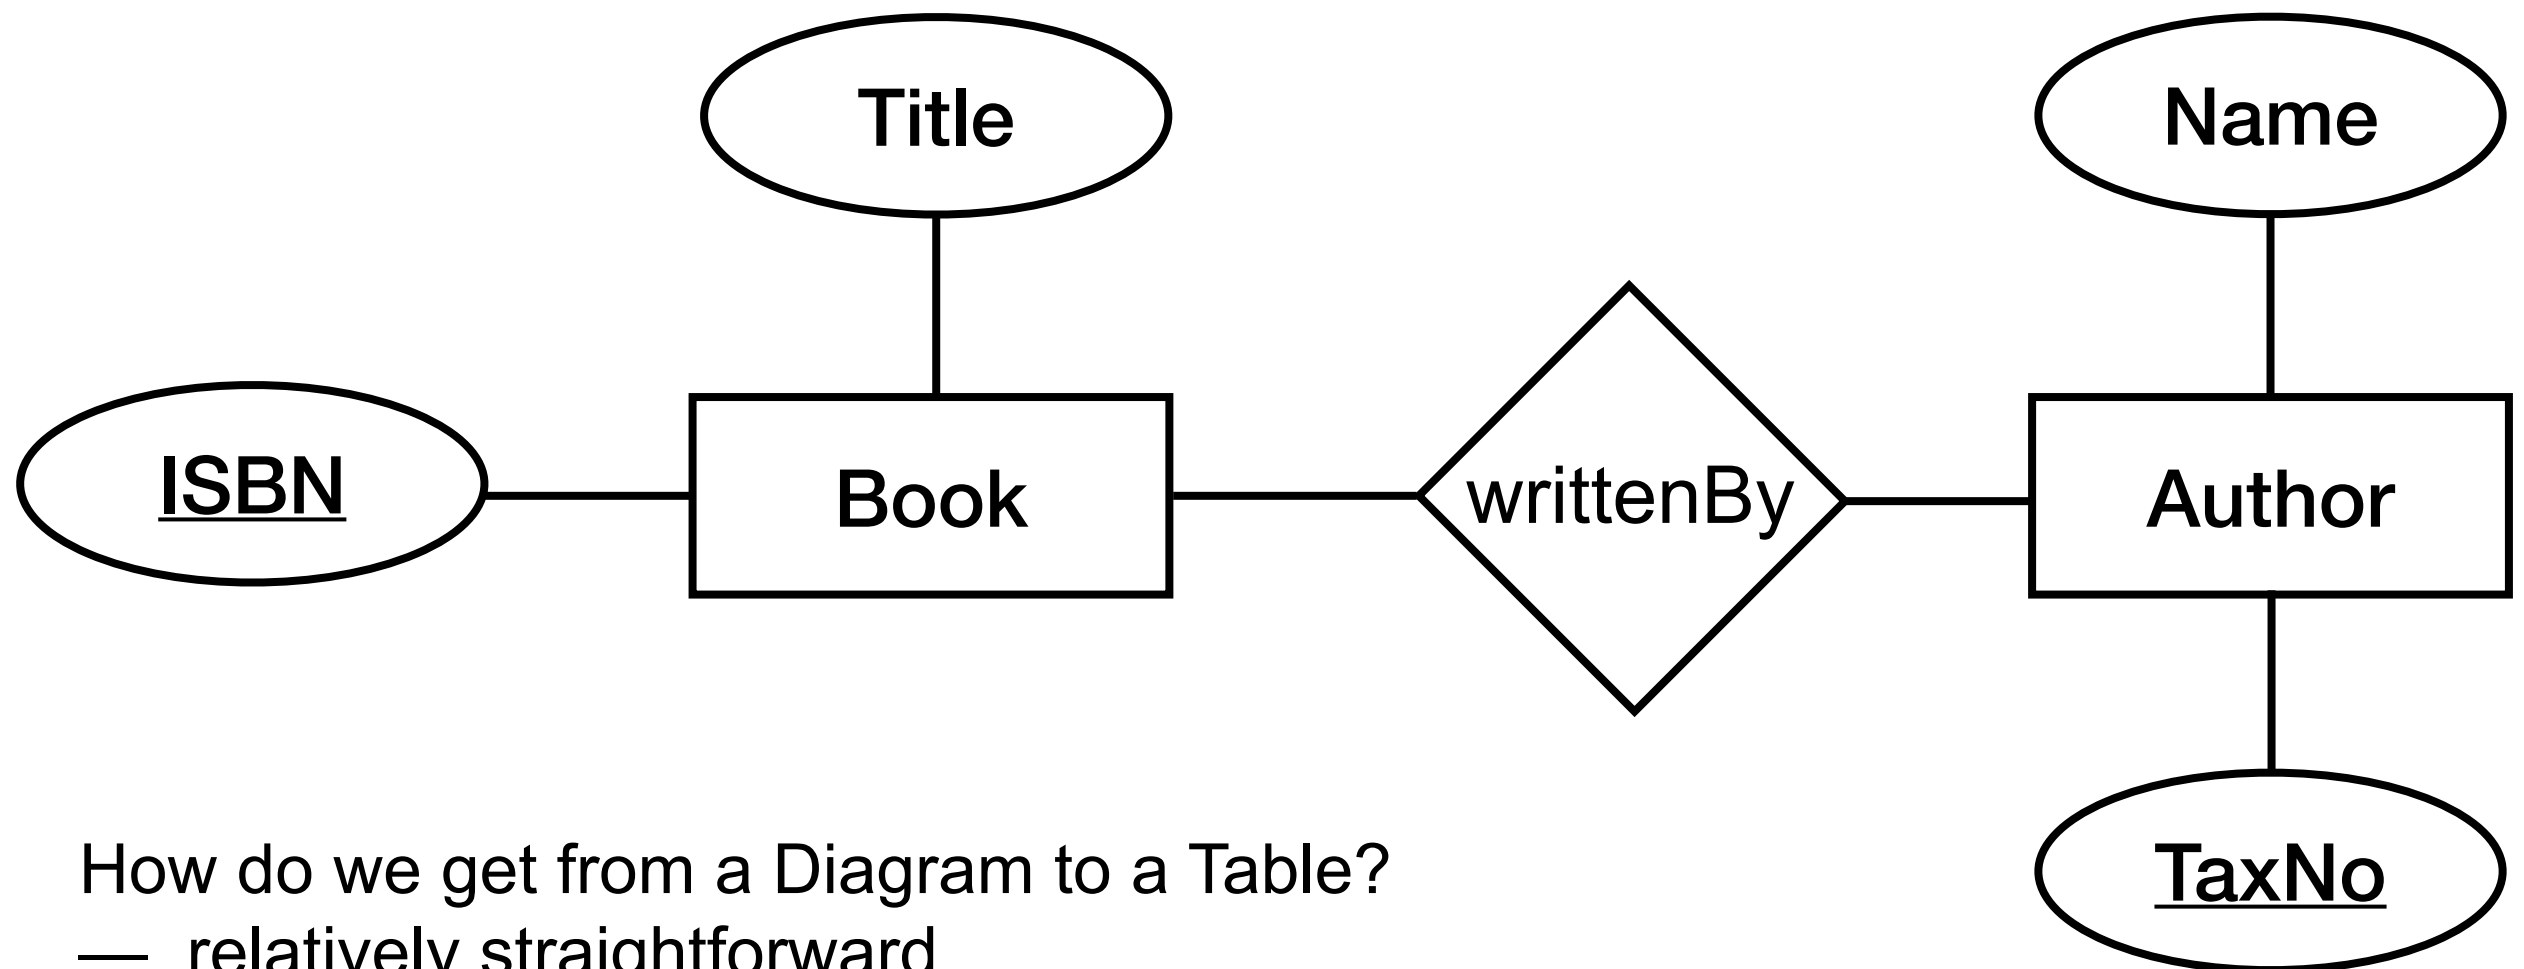 Title
Name
ISBN
Book
writtenBy
Author
How do we get from a Diagram to a Table?
TaxNo
— relatively straightforward